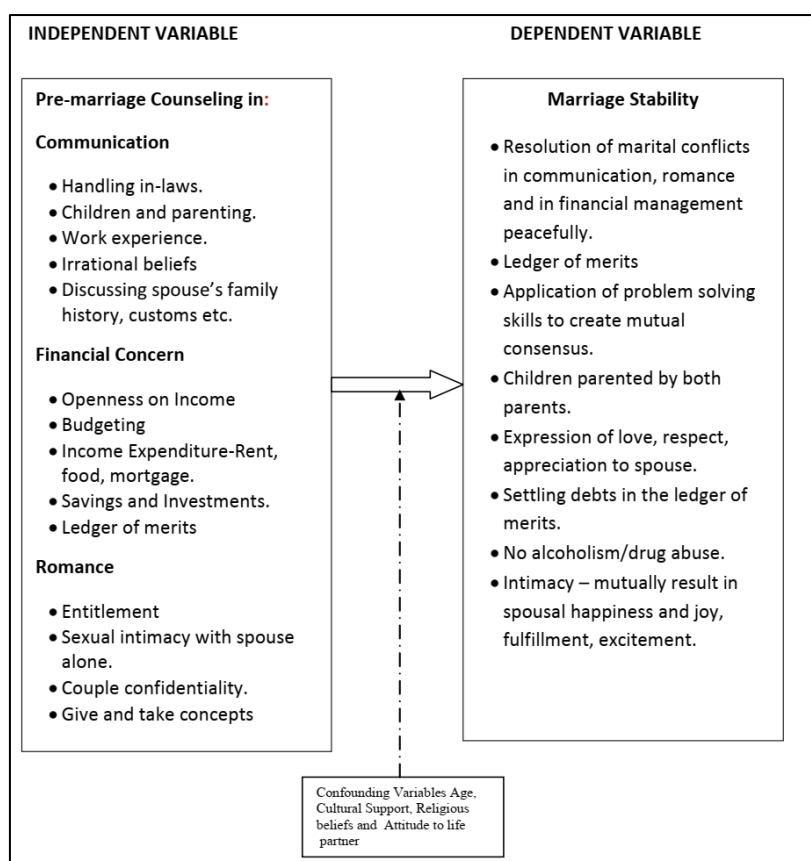 INDEPENDENT VARIABLE
Pre-marriage Counseling in:
Communication
• Handling in-laws.
• Children and parenting.
• Work experience.
• Irrational beliefs
• Discussing spouse's family
history, customs etc.
Financial Concern
• Openness on Income
• Budgeting
• Income Expenditure-Rent,
food, mortgage.
• Savings and Investments.
• Ledger of merits
Romance
• Entitlement
• Sexual intimacy with spouse
alone.
• Couple confidentiality.
• Give and take concepts
DEPENDENT VARIABLE
Marriage Stability
• Resolution of marital conflicts
in communication, romance
and in financial management
peacefully.
• Ledger of merits
• Application of problem solving
skills to create mutual
consensus.
• Children parented by both
parents.
• Expression of love, respect,
appreciation to spouse.
• Settling debts in the ledger of
merits.
• No alcoholism/drug abuse.
• Intimacy – mutually result in
spousal happiness and joy,
fulfillment, excitement.
Confounding Variables Age,
Cultural Support, Religious
beliefs and Attitude to life
partner